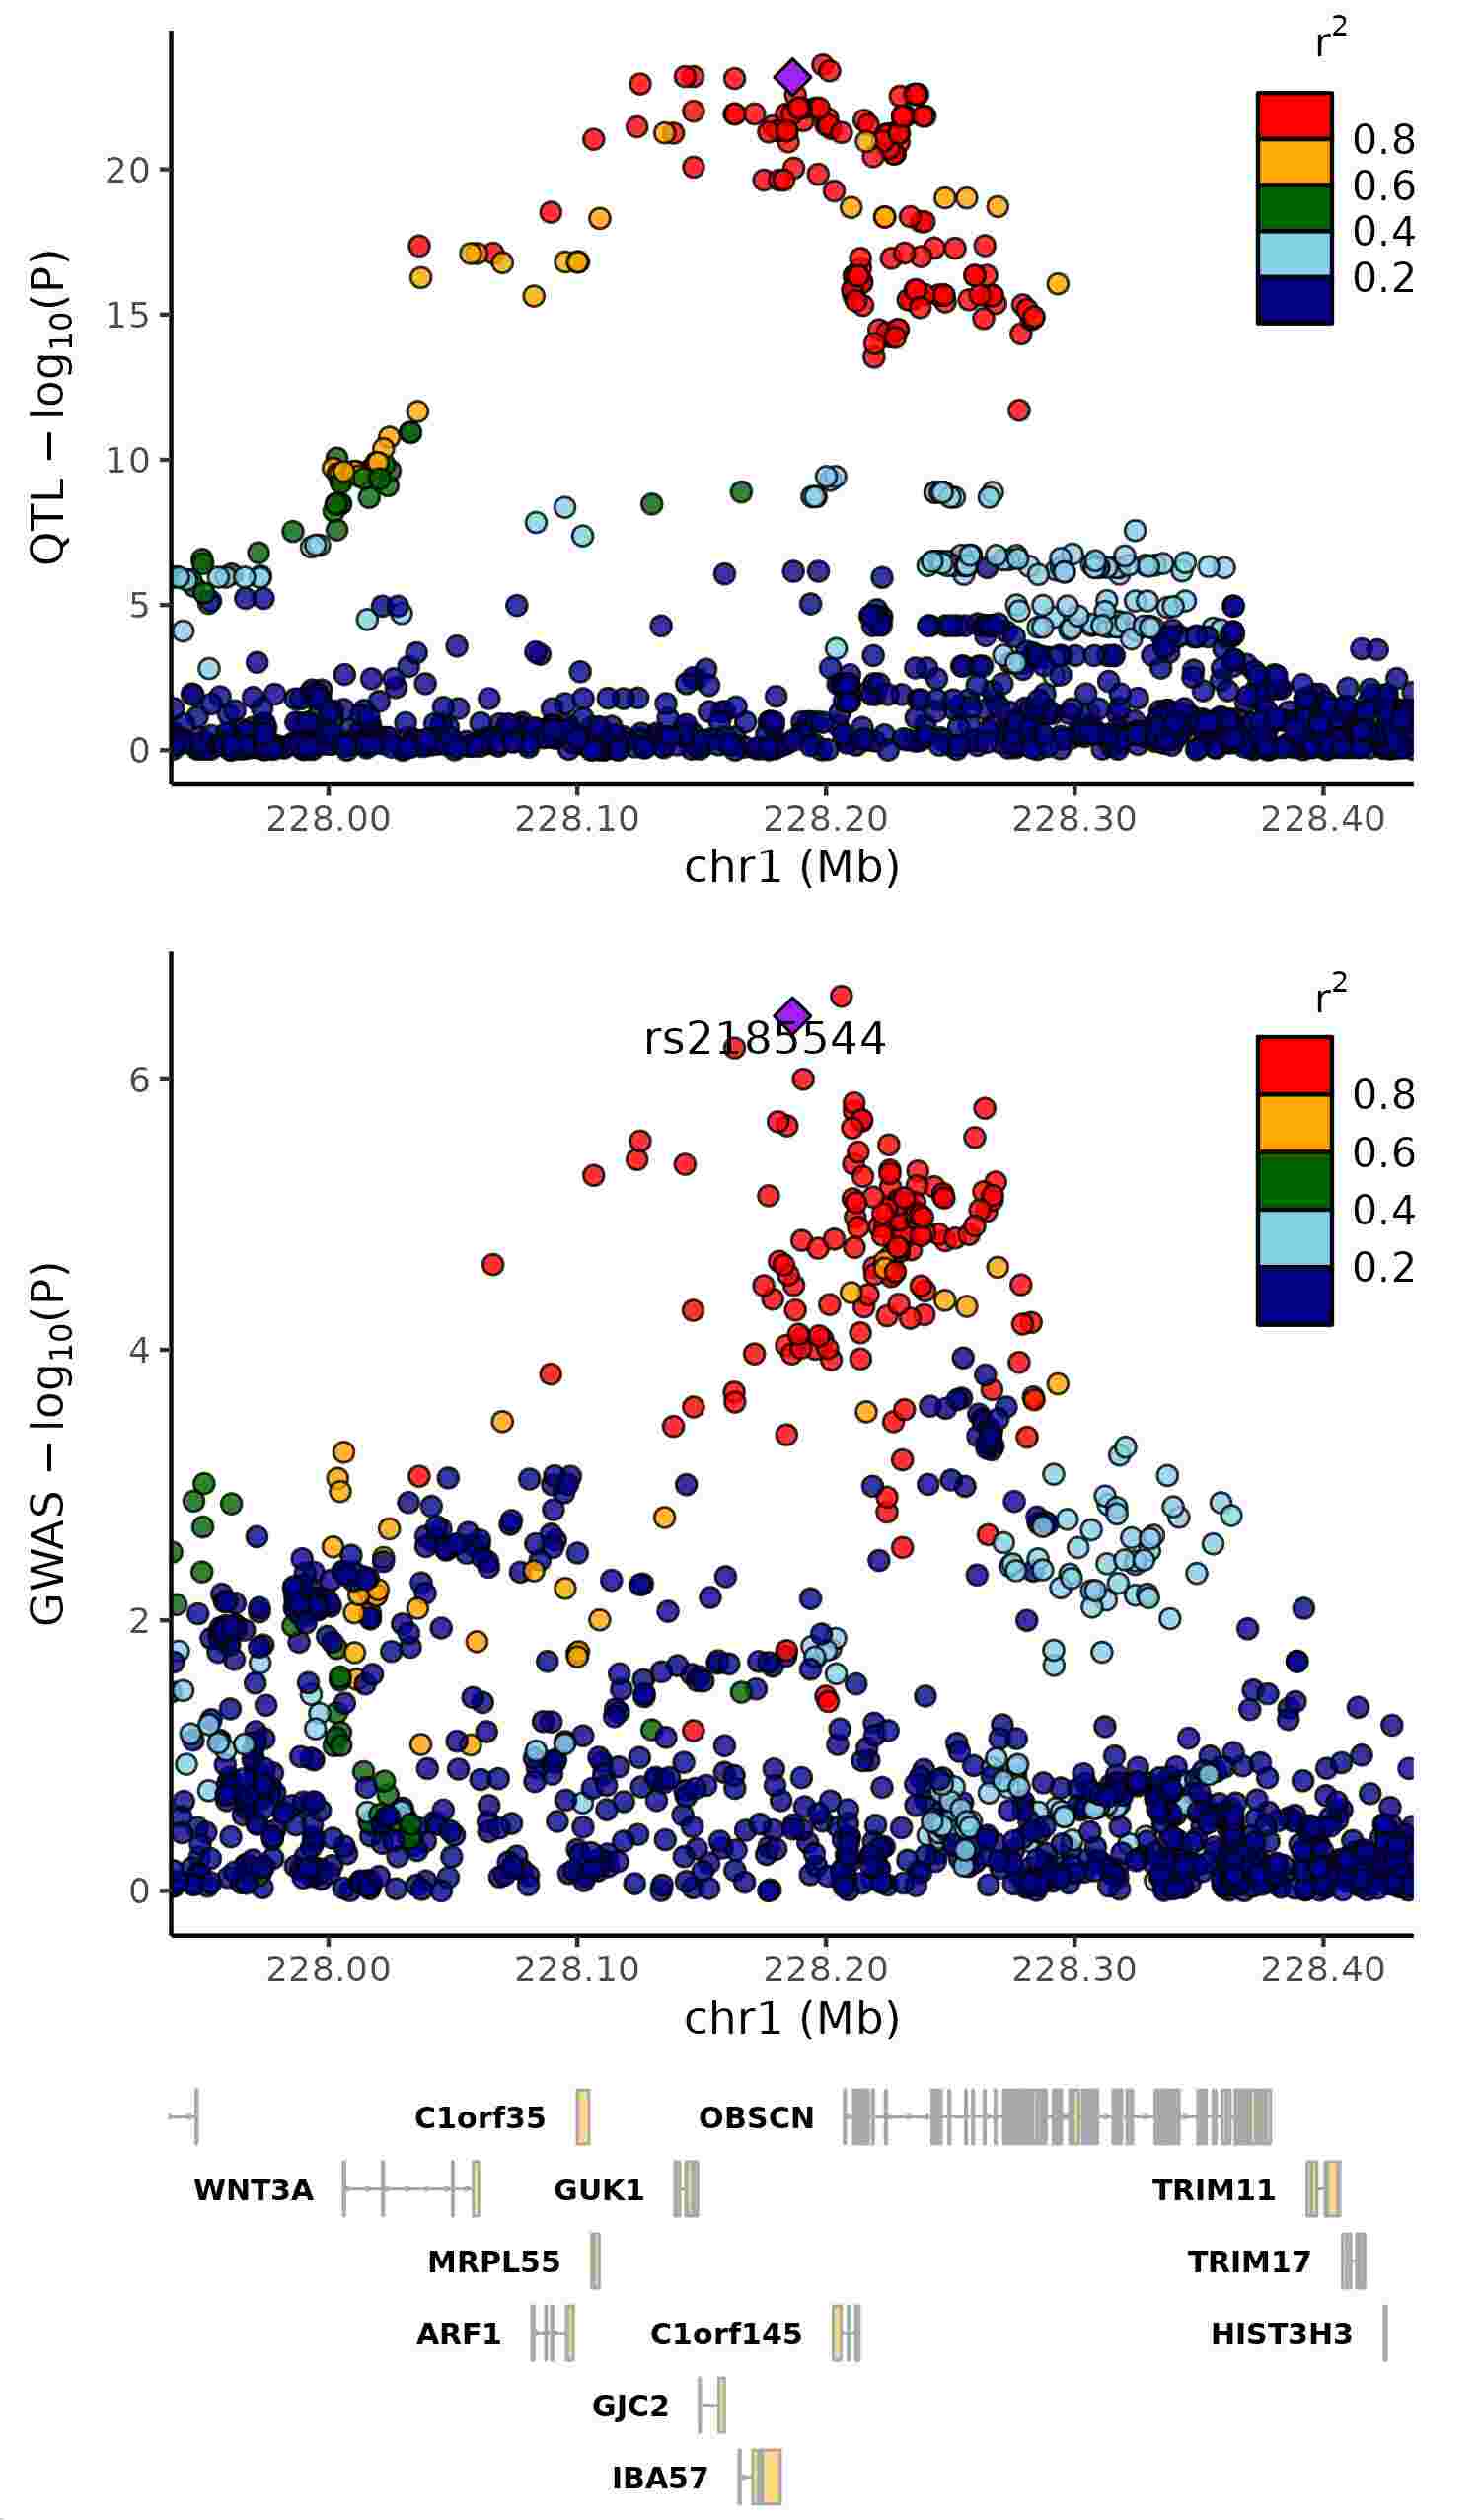 r²
0.8
0.6
0.4
0.2
QTL − log₁₀(P)
20
15
10
5
0
228.00 228.10 228.20 228.30 228.40
chr1 (Mb)
r²
rs2185544
0.8
0.6
0.4
0.2
GWAS − log₁₀(P)
6
4
2
0
228.00 228.10 228.20 228.30 228.40
chr1 (Mb)
C1orf35 OBSCN
WNT3A GUK1 TRIM11
MRPL55 TRIM17
ARF1 C1orf145 HIST3H3
GJC2
IBA57